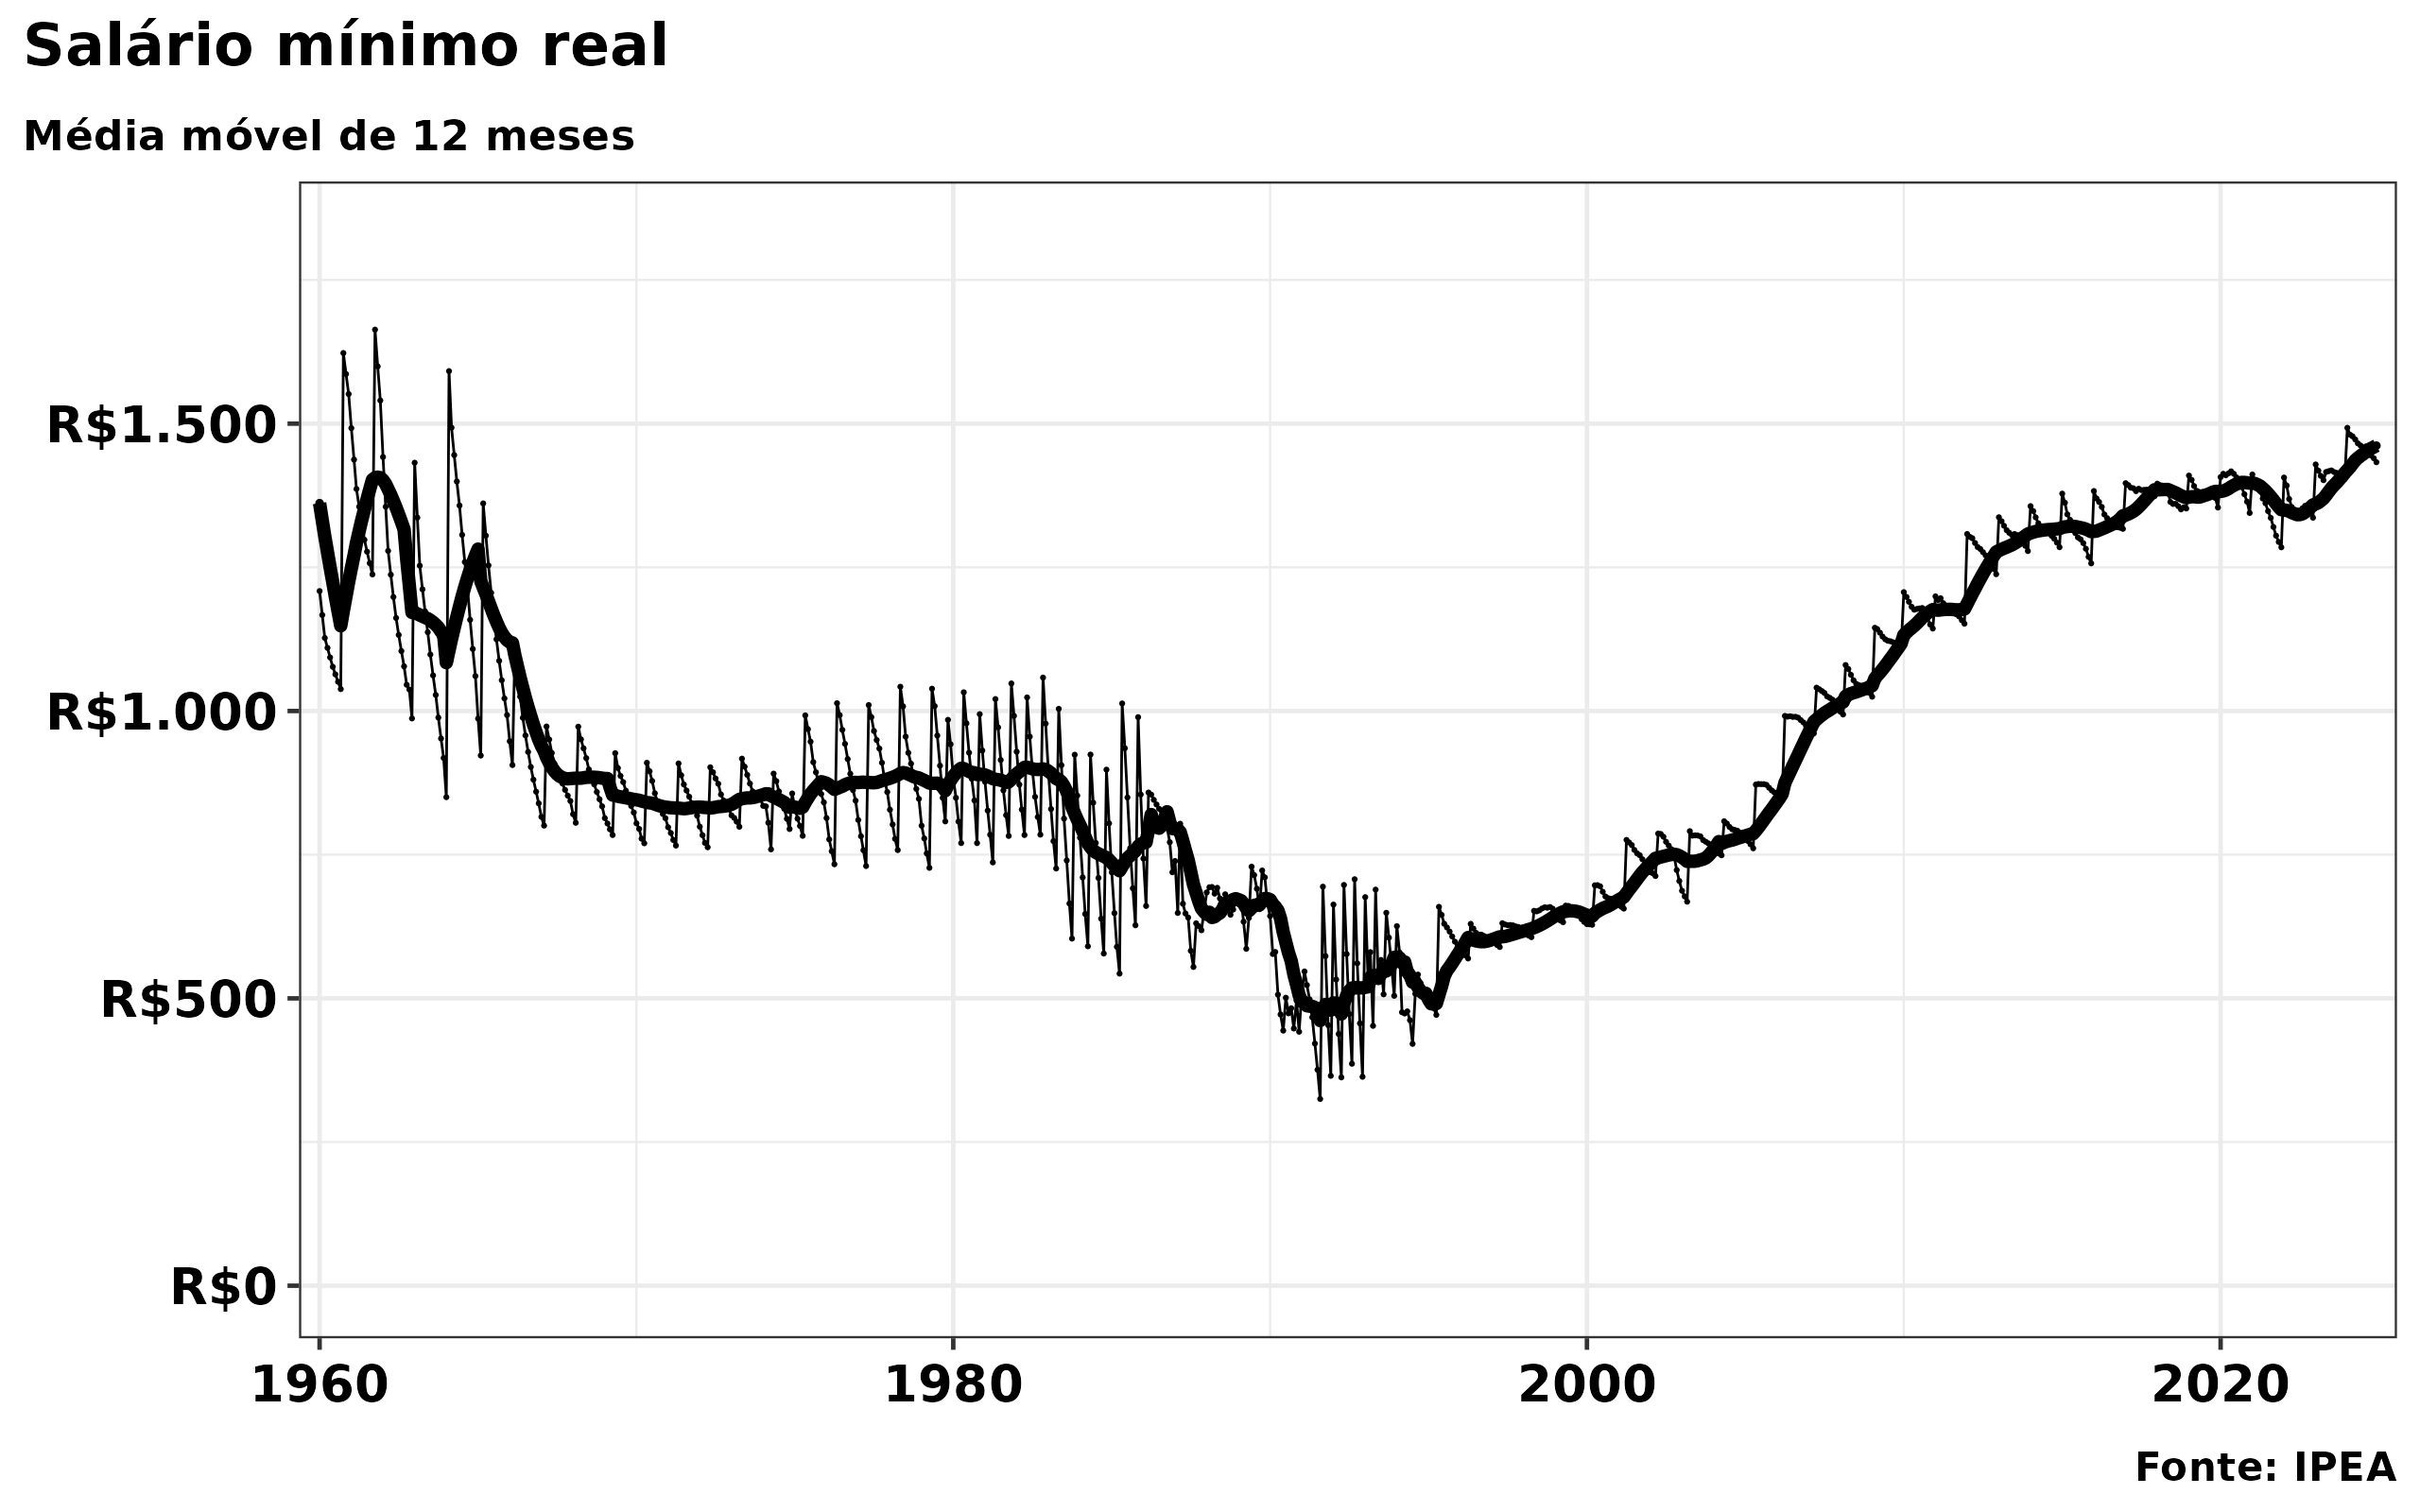 Salário mínimo real
Média móvel de 12 meses
R$1.500
R$1.000
R$500
R$0
1960 1980 2000 2020
Fonte: IPEA